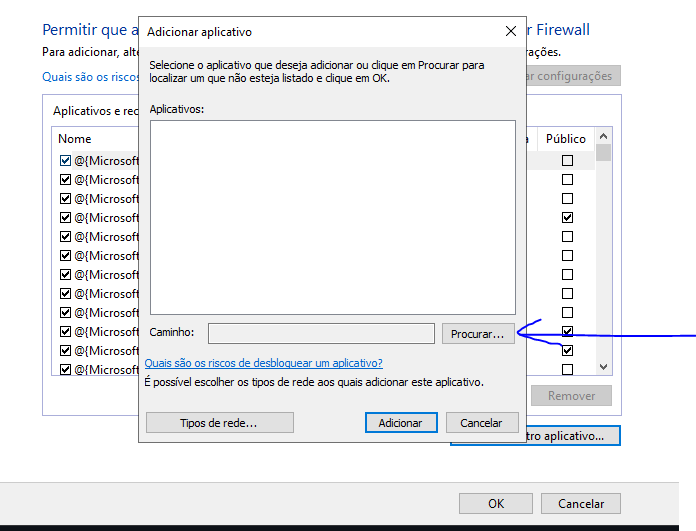 Permitir que a
r Firewall
Adicionar aplicativo
Para adicionar, alte
rações.
Selecione o aplicativo que deseja adicionar ou clique em Procurar para
localizar um que não esteja listado e clique em OK.
Quais são os riscos
ar configurações
Aplicativos e rec
Aplicativos:
Nome
a
Público
@{Microsoft
@{Microsoft
@{Microsoft
@{Microsoft
@{Microsoft
@{Microsoft
@{Microsoft
@{Microsoft
@{Microsoft
@{Microsoft
@{Microsoft
@{Microsoft
Caminho:
Procurar...
Quais são os riscos de desbloquear um aplicativo?
É possível escolher os tipos de rede aos quais adicionar este aplicativo.
Remover
Tipos de rede...
Adicionar
Cancelar
tro aplicativo...
OK
Cancelar